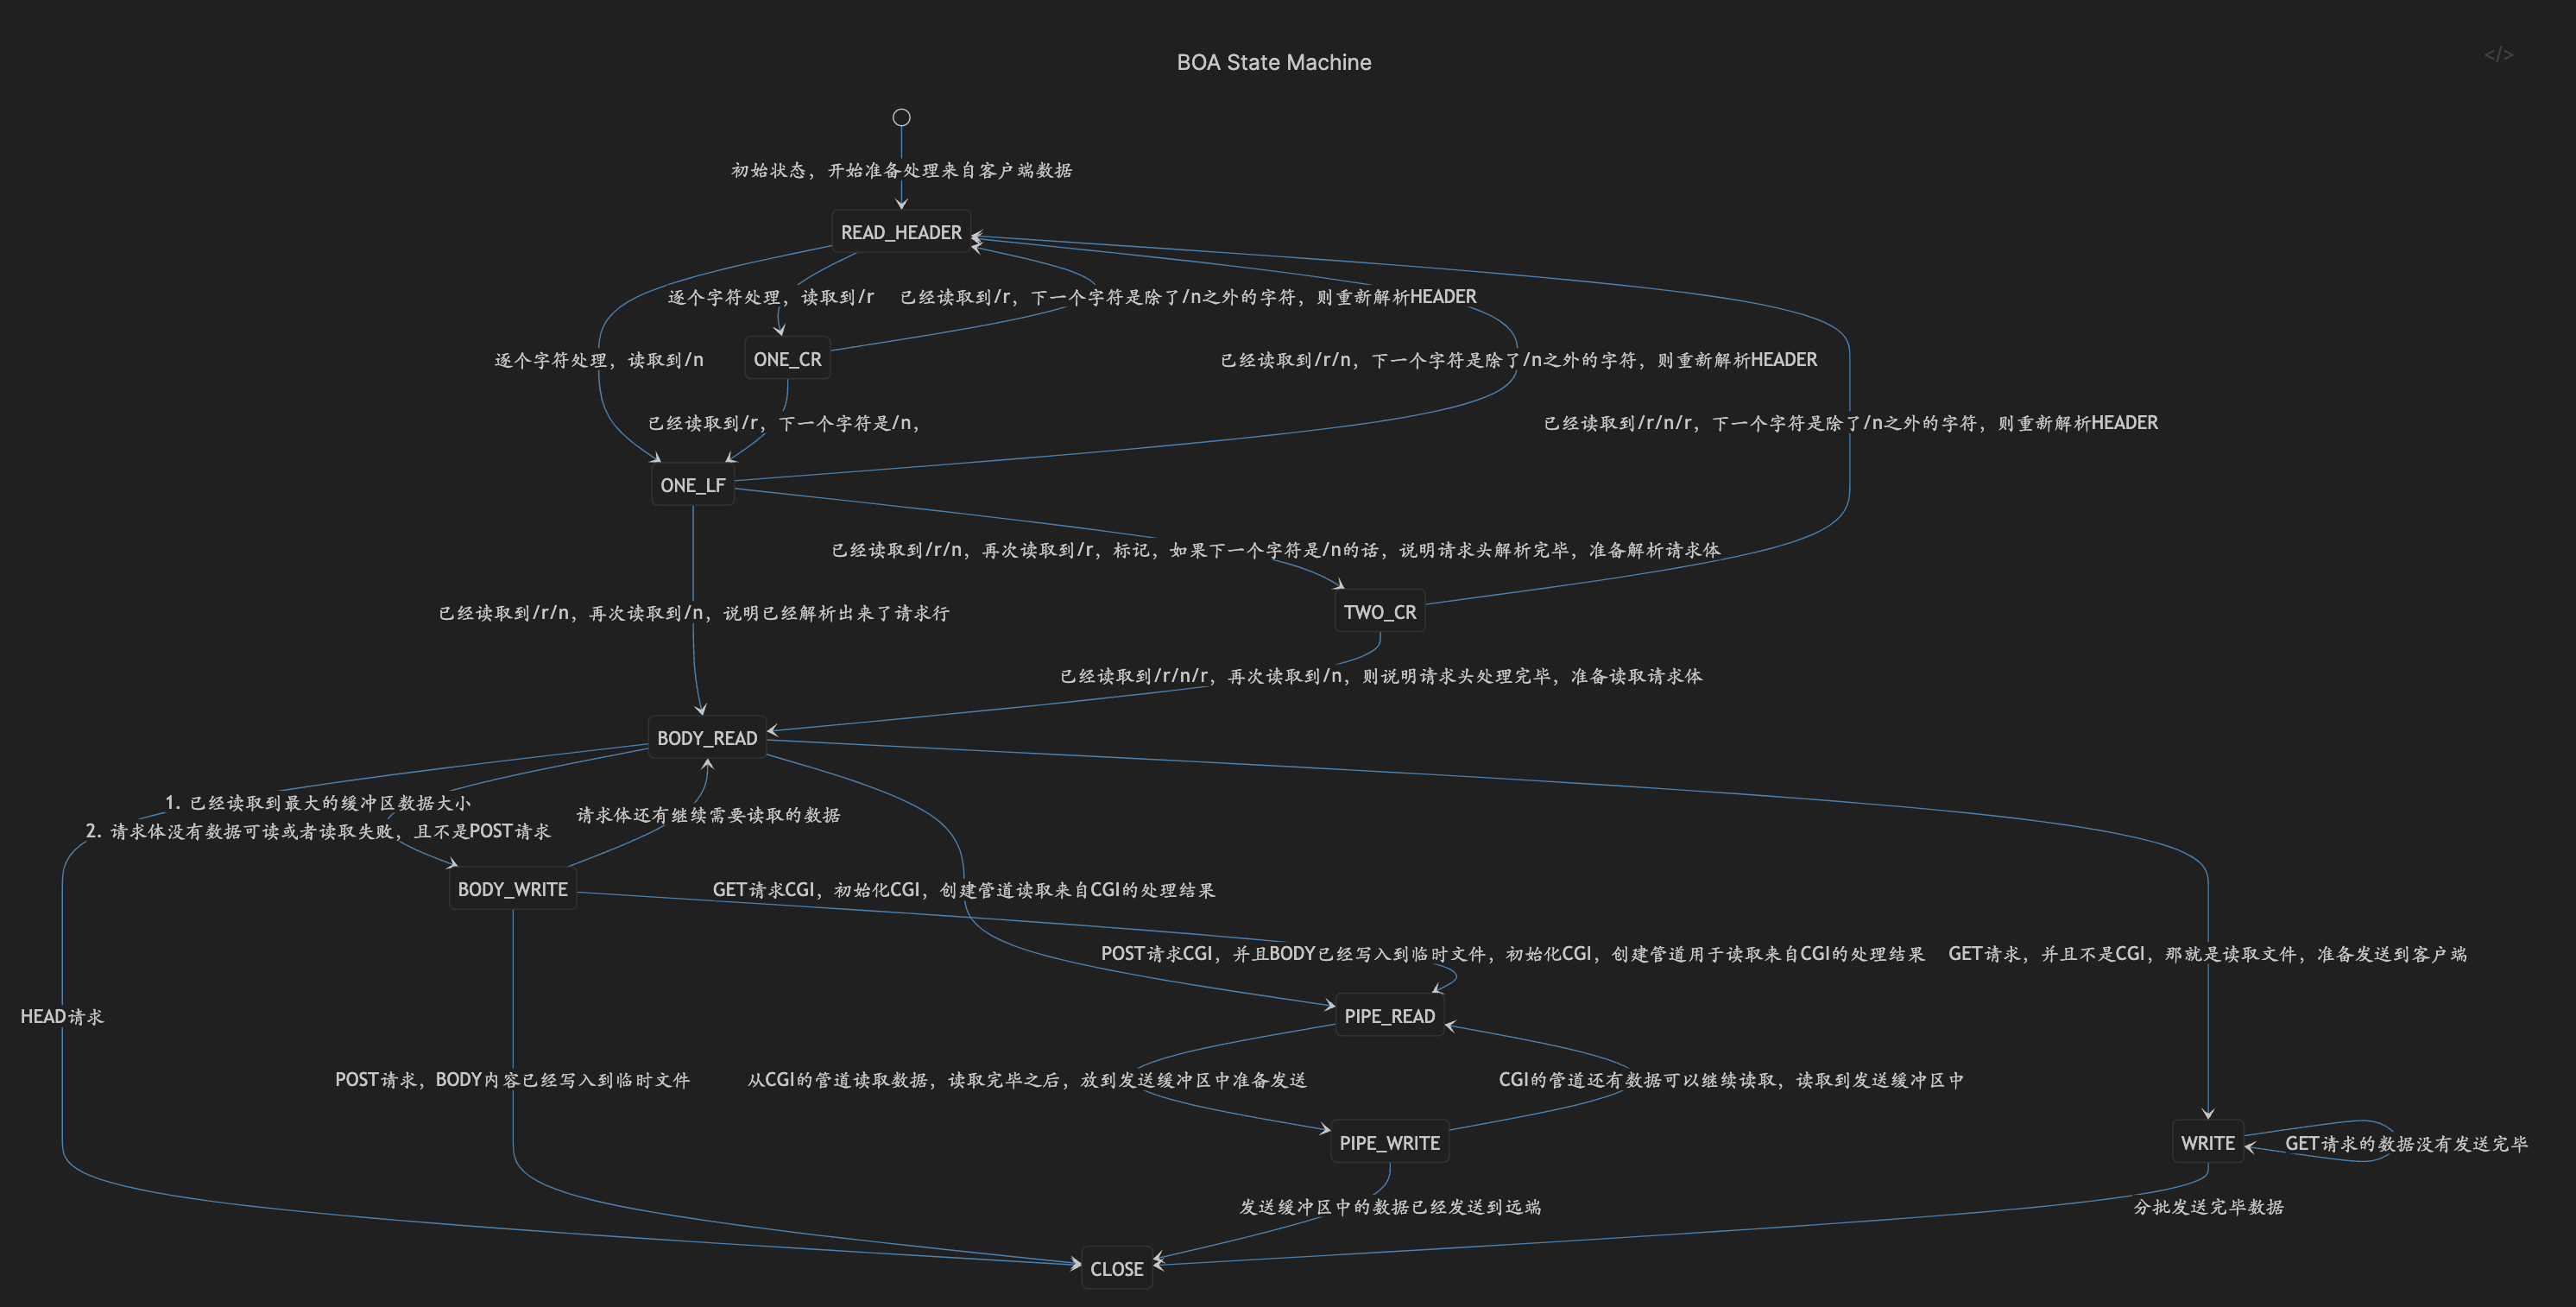 BOA State Machine
</>
初始状态，开始准备处理来自客户端数据
READ_HEADER
逐个字符处理，读取到/r
已经读取到/r，下一个字符是除了/n之外的字符，则重新解析HEADER
逐个字符处理，读取到/n
ONE_CR
已经读取到/r/n，下一个字符是除了/n之外的字符，则重新解析HEADER
已经读取到/r，下一个字符是/n，
已经读取到/r/n/r，下一个字符是除了/n之外的字符，则重新解析HEADER
ONE_LF
已经读取到/r/n，再次读取到/r，标记，如果下一个字符是/n的话，说明请求头解析完毕，准备解析请求体
已经读取到/r/n，再次读取到/n，说明已经解析出来了请求行
TWO_CR
已经读取到/r/n/r，再次读取到/n，则说明请求头处理完毕，准备读取请求体
BODY_READ
1. 已经读取到最大的缓冲区数据大小
2. 请求体没有数据可读或者读取失败，且不是POST请求
请求体还有继续需要读取的数据
BODY_WRITE
GET请求CGI，初始化CGI，创建管道读取来自CGI的处理结果
POST请求CGI，并且BODY已经写入到临时文件，初始化CGI，创建管道用于读取来自CGI的处理结果
GET请求，并且不是CGI，那就是读取文件，准备发送到客户端
HEAD请求
PIPE_READ
POST请求，BODY内容已经写入到临时文件
从CGI的管道读取数据，读取完毕之后，放到发送缓冲区中准备发送
CGI的管道还有数据可以继续读取，读取到发送缓冲区中
PIPE_WRITE
WRITE
GET请求的数据没有发送完毕
发送缓冲区中的数据已经发送到远端
分批发送完毕数据
CLOSE